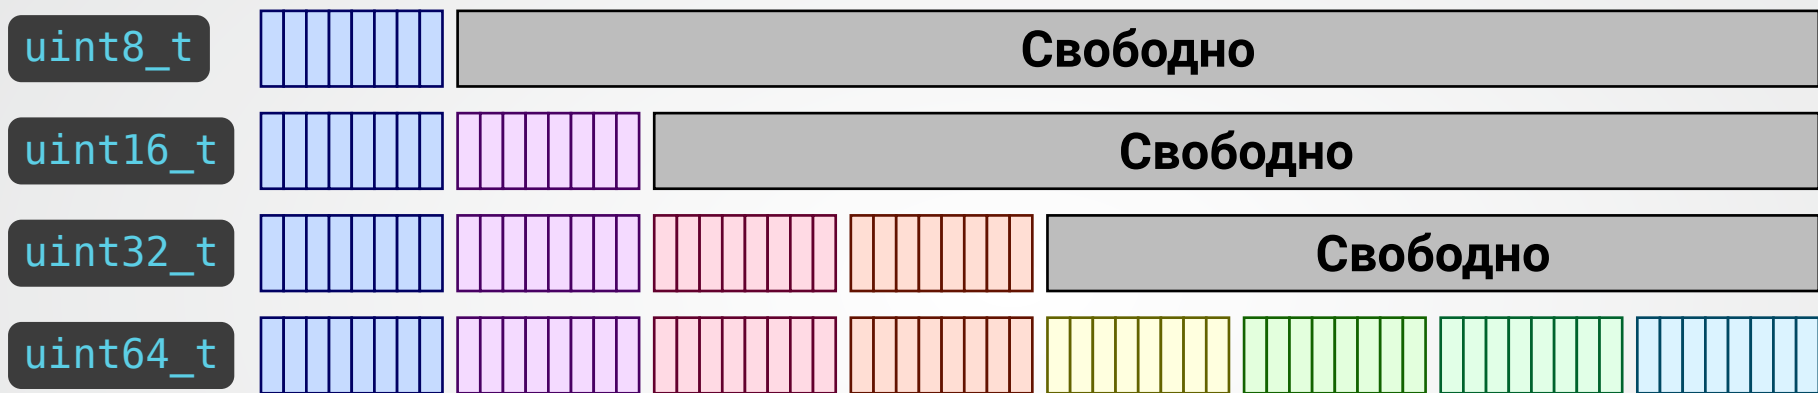 uint8_t Свободно
uint16_t Свободно
uint32_t Свободно
uint64_t